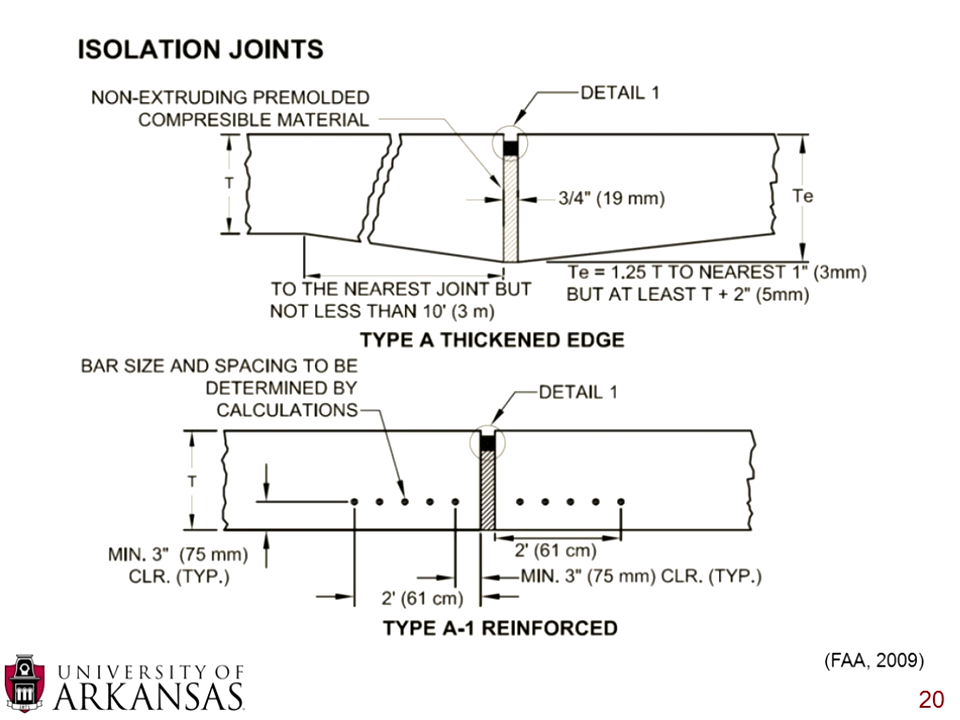 ISOLATION JOINTS
NON-EXTRUDING PREMOLDED
COMPRESIBLE MATERIAL
DETAIL 1
T
3/4" (19 mm)
Te
TO THE NEAREST JOINT BUT
NOT LESS THAN 10' (3 m)
Te = 1.25 T TO NEAREST 1" (3mm)
BUT AT LEAST T + 2" (5mm)
TYPE A THICKENED EDGE
BAR SIZE AND SPACING TO BE
DETERMINED BY
CALCULATIONS
DETAIL 1
T
MIN. 3" (75 mm)
CLR. (TYP.)
2' (61 cm)
MIN. 3" (75 mm) CLR. (TYP.)
2' (61 cm)
TYPE A-1 REINFORCED
(FAA, 2009)
UNIVERSITY OF
ARKANSAS
20